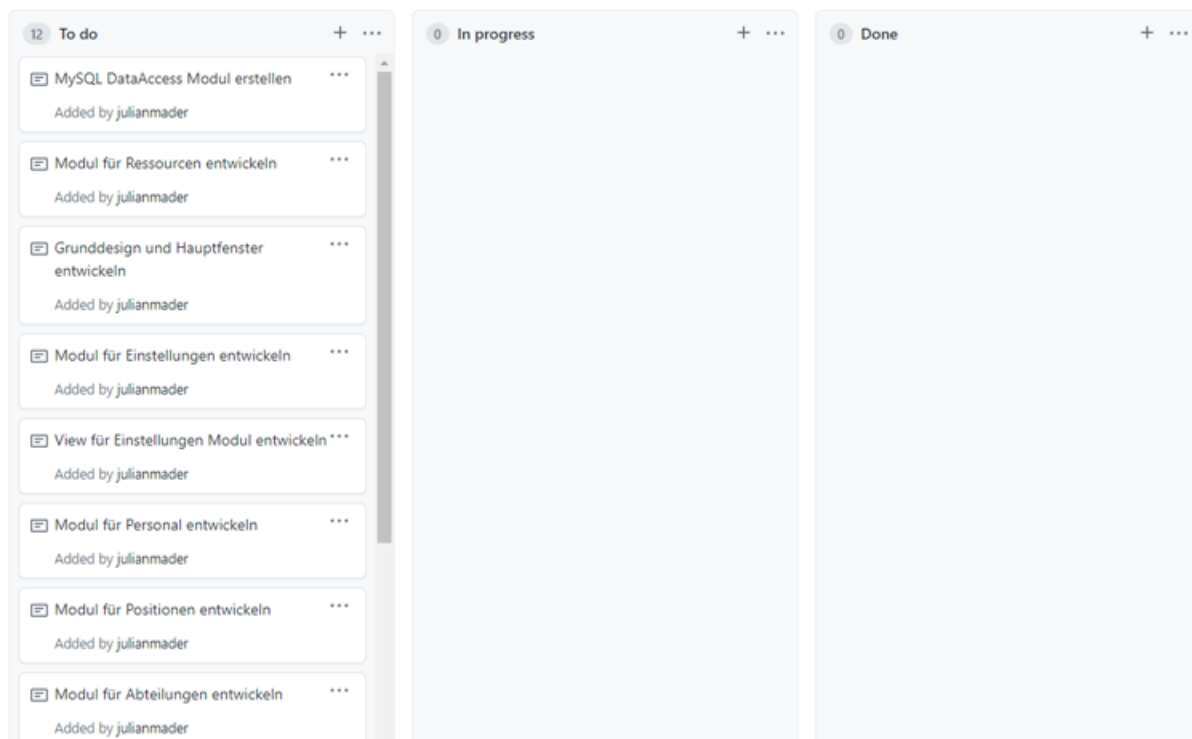 12 To do
MySQL DataAccess Modul erstellen
Added by julianmader
Modul für Ressourcen entwickeln
Added by julianmader
Grunddesign und Hauptfenster
entwickeln
Added by julianmader
Modul für Einstellungen entwickeln
Added by julianmader
View für Einstellungen Modul entwickeln
Added by julianmader
Modul für Personal entwickeln
Added by julianmader
Modul für Positionen entwickeln
Added by julianmader
Modul für Abteilungen entwickeln
Added by julianmader
0 In progress
0 Done